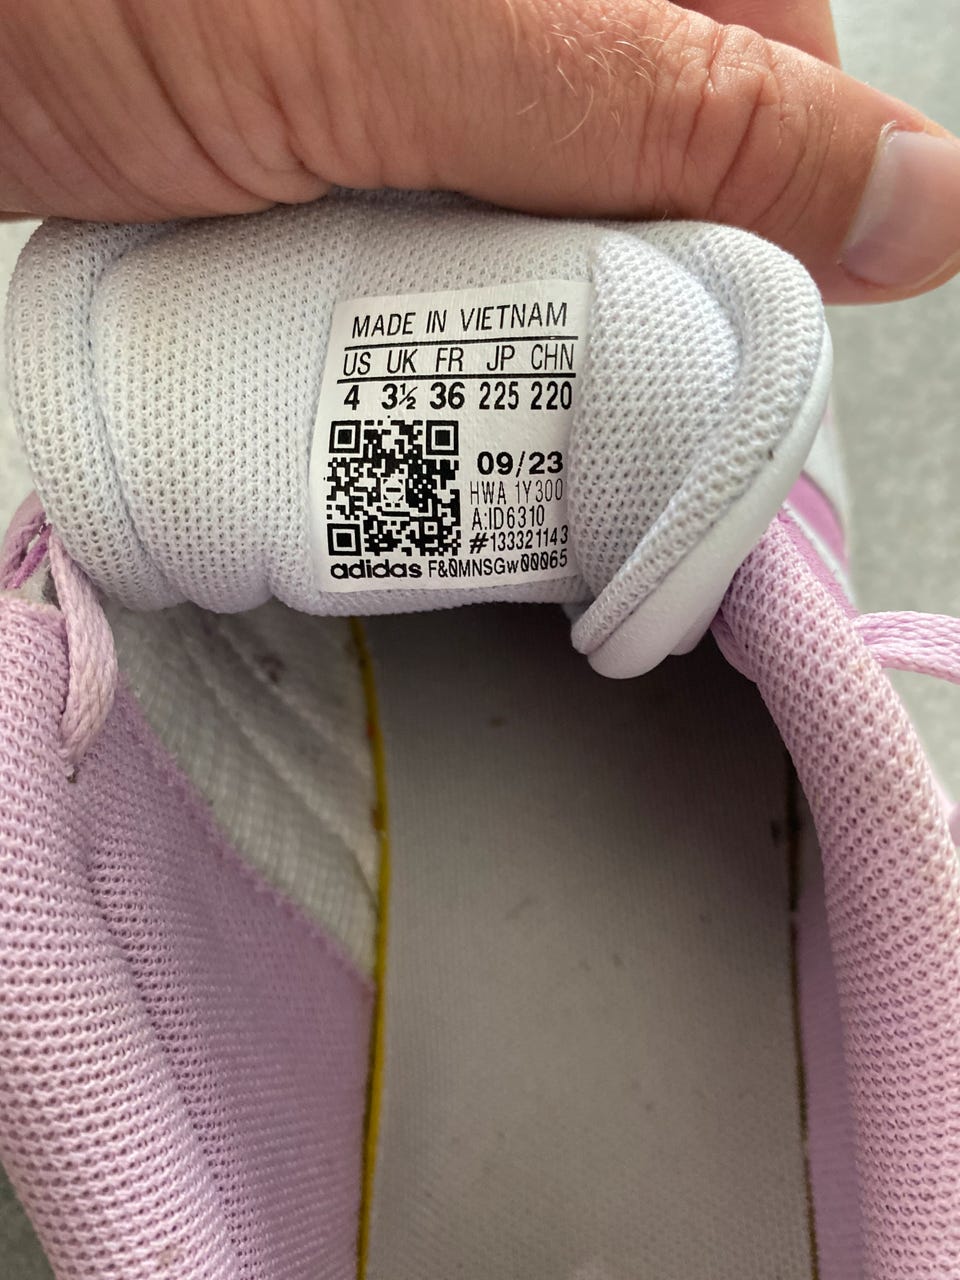 MADE IN VIETNAM
US UK FR JP CHN
4 3½ 36 225 220
09/23
HWA 1Y300
A:ID6310
#133321143
adidas F&0MNSGw00065